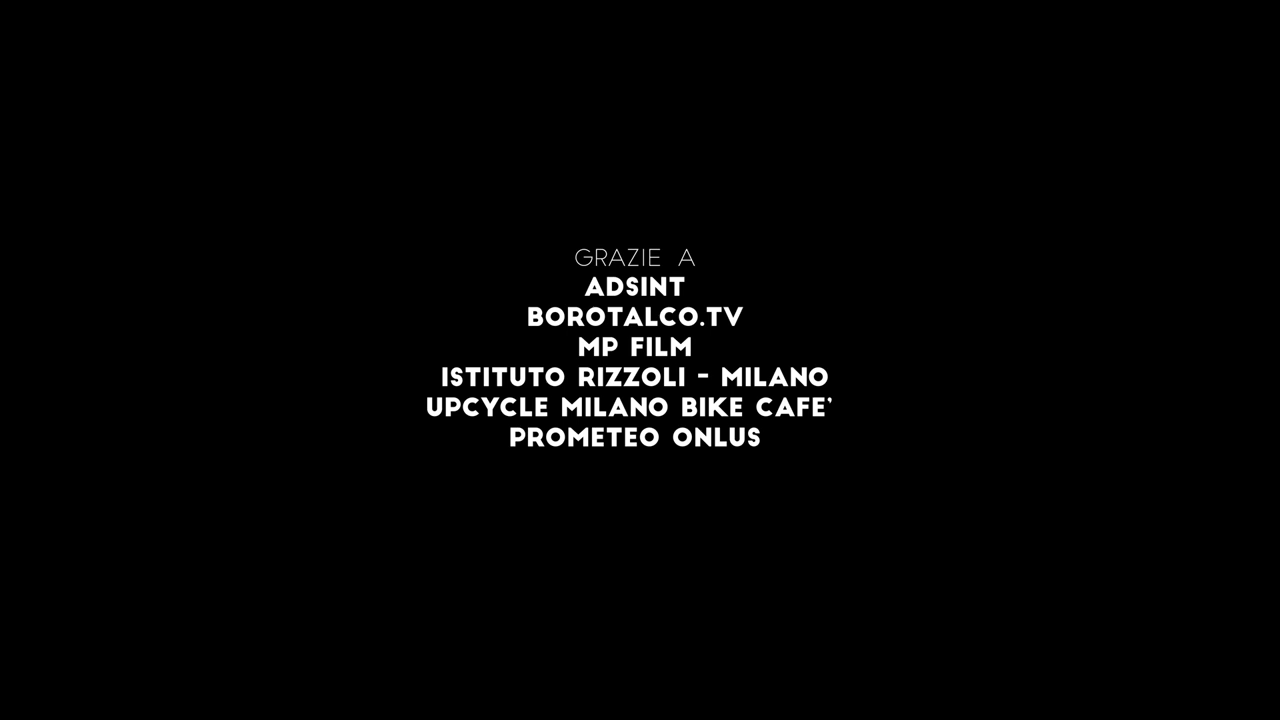 GRAZIE A
ADSINT
BOROTALCO.TV
MP FILM
ISTITUTO RIZZOLI - MILANO
UPCYCLE MILANO BIKE CAFE'
PROMETEO ONLUS